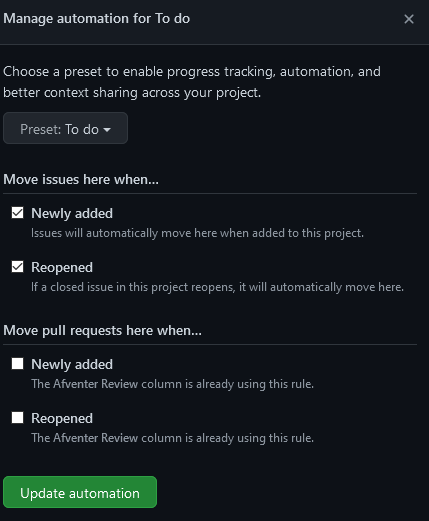 Manage automation for To do
Choose a preset to enable progress tracking, automation, and
better context sharing across your project.
Preset: To do
Move issues here when...
Newly added
Issues will automatically move here when added to this project.
Reopened
If a closed issue in this project reopens, it will automatically move here.
Move pull requests here when...
Newly added
The Afventer Review column is already using this rule.
Reopened
The Afventer Review column is already using this rule.
Update automation